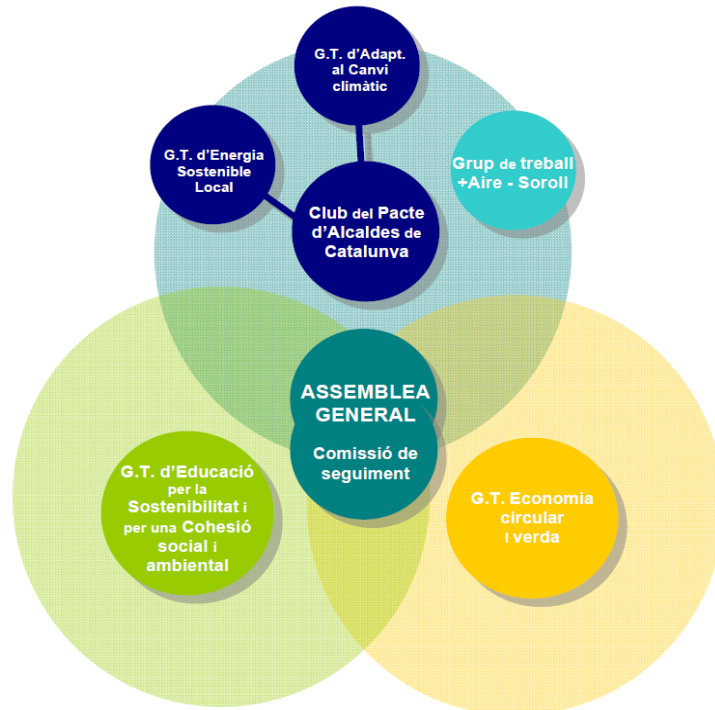 G.T. d'Adapt.
al Canvi
climàtic
G.T. d'Energia
Sostenible
Local
Grup de treball
+Aire - Soroll
Club del Pacte
d'Alcaldes de
Catalunya
ASSEMBLEA
GENERAL
Comissió de
seguiment
G.T. d'Educació
per la
Sostenibilitat i
per una Cohesió
social i
ambiental
G.T. Economia
circular
I verda